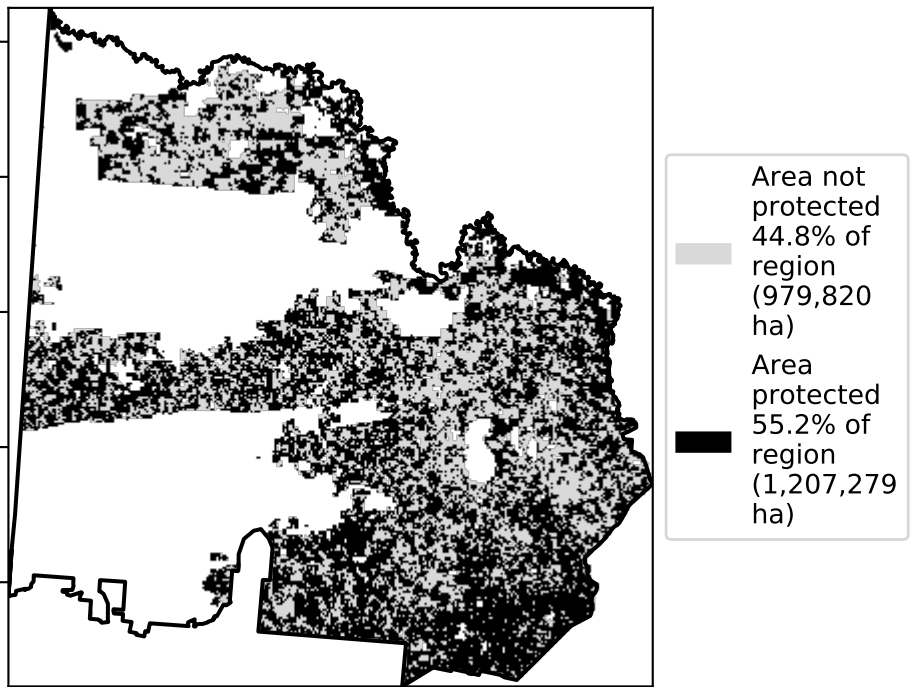 Area not
protected
44.8% of
region
(979,820
ha)
Area
protected
55.2% of
region
(1,207,279
ha)